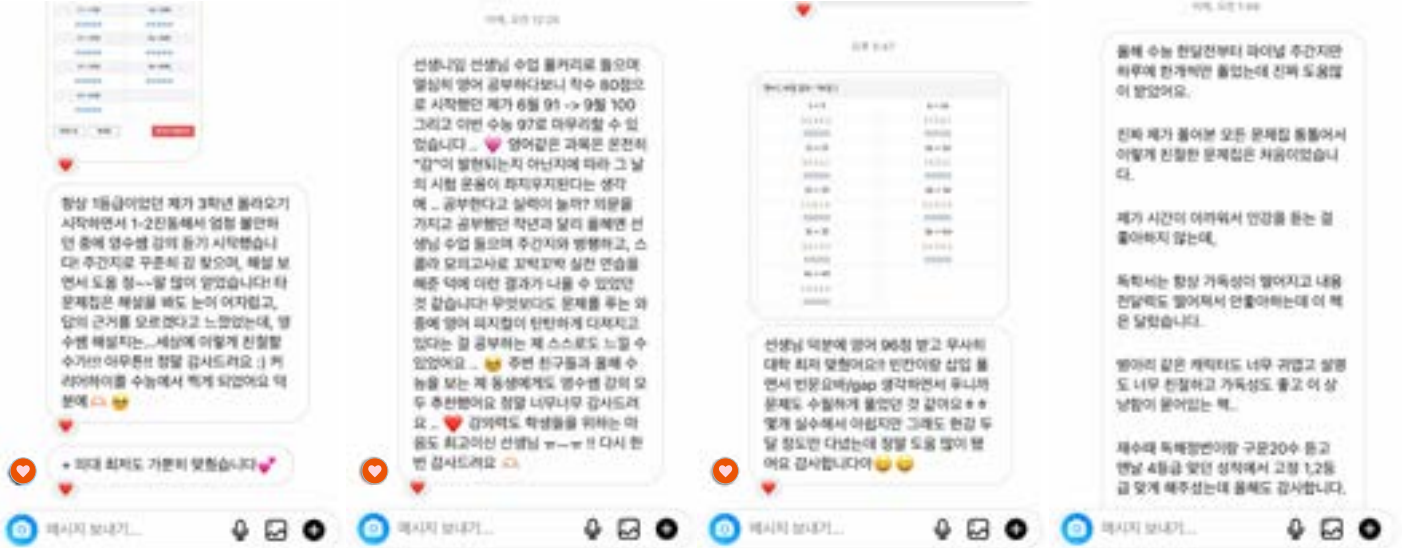 어제, 오전 12:26
오후 5:47
항상 1등급이었던 제가 3학년 올라오기
시작하면서 1-2진동해서 엄청 불안하
던 중에 영수쌤 강의 듣기 시작했습니
다! 주간지로 꾸준히 감 찾으며, 해설 보
면서 도움 정~~말 많이 얻었습니다! 타
문제집은 해설을 봐도 눈이 어지럽고,
답의 근거를 모르겠다고 느꼈었는데, 영
수쌤 해설지는...세상에 이렇게 친절할
수가!!! 아무튼!! 정말 감사드려요 :) 커
리어하이를 수능에서 찍게 되었어요 덕
분에
+ 의대 최저도 가뿐히 맞췄습니다
메시지 보내기...
선생니임 선생님 수업 풀커리로 들으며
열심히 영어 공부하다보니 작수 80점으
로 시작했던 제가 6월 91 -> 9월 100
그리고 이번 수능 97로 마무리할 수 있
었습니다 .. 영어같은 과목은 온전히
"감"이 발현되는지 아닌지에 따라 그 날
의 시험 운용이 좌지우지된다는 생각
에 .. 공부한다고 실력이 늘까? 의문을
가지고 공부했던 작년과 달리 올해엔 선
생님 수업 들으며 주간지와 병행하고, 스
콜라 모의고사로 꼬박꼬박 실전 연습을
해준 덕에 이런 결과가 나올 수 있었던
것 같습니다! 무엇보다도 문제를 푸는 와
중에 영어 피지컬이 탄탄하게 다져지고
있다는 걸 공부하는 제 스스로도 느낄 수
있었어요 .. 주변 친구들과 올해 수
능을 보는 제 동생에게도 영수쌤 강의 모
두 추천했어요 정말 너무너무 감사드려
요 .. 강의력도 학생들을 위하는 마
음도 최고이신 선생님 ㅠㅡㅠ !! 다시 한
번 감사드려요
메시지 보내기...
선생님 덕분에 영어 96점 받고 무사히
대학 최저 맞췄어요!! 빈칸이랑 삽입 풀
면서 반문요바/gap 생각하면서 푸니까
문제도 수월하게 풀었던 것 같아요ㅎㅎ
몇개 실수해서 아쉽지만 그래도 현강 두
달 정도만 다녔는데 정말 도움 많이 됐
어요 감사합니다아
메시지 보내기...
올해 수능 한달전부터 파이널 주간지만
하루에 한개씩만 풀었는데 진짜 도움많
이 받았어요.
진짜 제가 풀어본 모든 문제집 통틀어서
이렇게 친절한 문제집은 처음이었습니
다.
제가 시간이 아까워서 인강을 듣는 걸
좋아하지 않는데,
독학서는 항상 가독성이 떨어지고 내용
전달력도 떨어져서 안좋아하는데 이 책
은 달랐습니다.
병아리 같은 캐릭터도 너무 귀엽고 설명
도 너무 친절하고 가독성도 좋고 이 상
냥함이 묻어있는 책..
재수때 독해정변이랑 구문20수 듣고
맨날 4등급 맞던 성적에서 고정 1,2등
급 맞게 해주셨는데 올해도 감사합니다.
메시지 보내기...